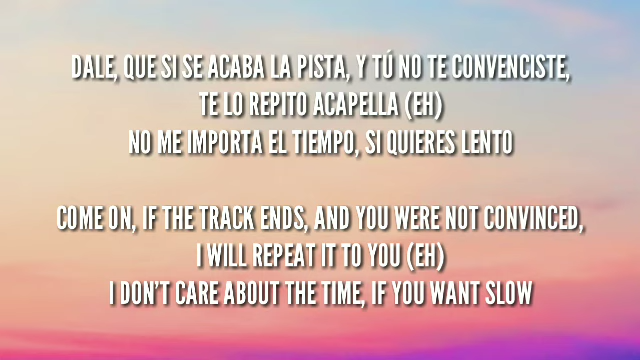 DALE, QUE SI SE ACABA LA PISTA, Y TÚ NO TE CONVENCISTE,
TE LO REPITO ACAPELLA (EH)
NO ME IMPORTA EL TIEMPO, SI QUIERES LENTO
COME ON, IF THE TRACK ENDS, AND YOU WERE NOT CONVINCED,
I WILL REPEAT IT TO YOU (EH)
I DON'T CARE ABOUT THE TIME, IF YOU WANT SLOW